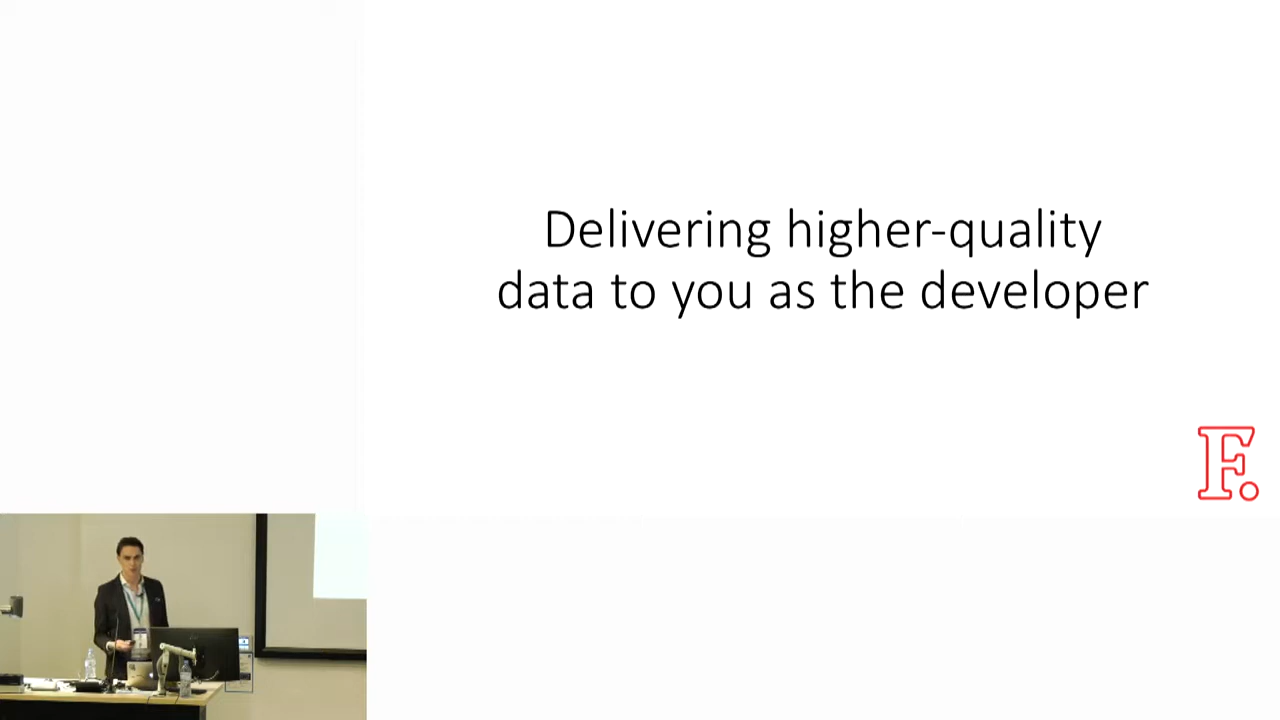 Delivering higher-quality
data to you as the developer
F.